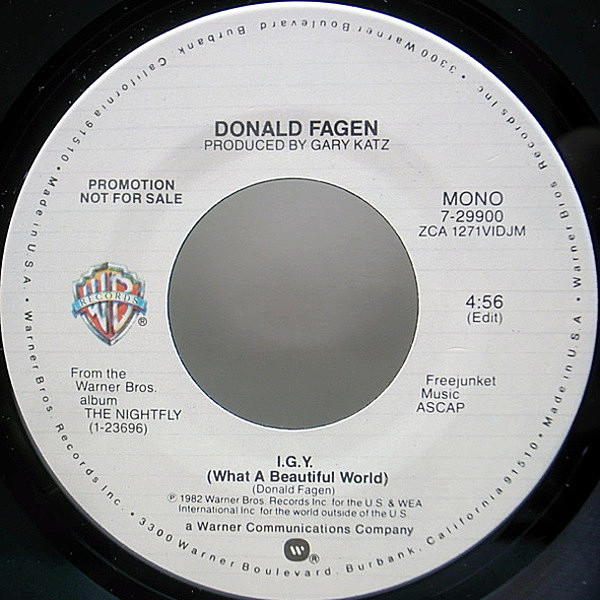 DONALD FAGEN
PRODUCED BY GARY KATZ
PROMOTION
NOT FOR SALE
MONO
7-29900
ZCA 1271VIDJM
WB
RECORDS
®
4:56
(Edit)
From the
Warner Bros.
album
THE NIGHTFLY
(1-23696)
Freejunket
Music
ASCAP
I.G.Y.
(What A Beautiful World)
(Donald Fagen)
℗ 1982 Warner Bros. Records Inc. for the U.S. & WEA
International Inc. for the world outside of the U.S.
a Warner Communications Company
®
Warner Bros. Records Inc. • 3300 Warner Boulevard, Burbank, California 91510 • Made in U.S.A. •
Warner Bros. Records Inc. • 3300 Warner Boulevard, Burbank, California 91510 • Made in U.S.A. •